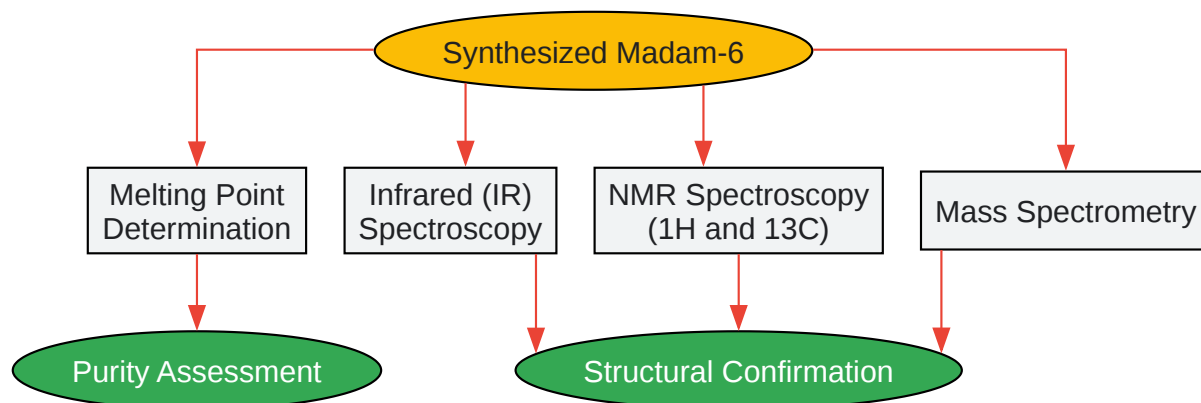 Synthesized Madam-6
Melting Point
Determination
Infrared (IR)
Spectroscopy
NMR Spectroscopy
(1H and 13C)
Mass Spectrometry
Purity Assessment
Structural Confirmation